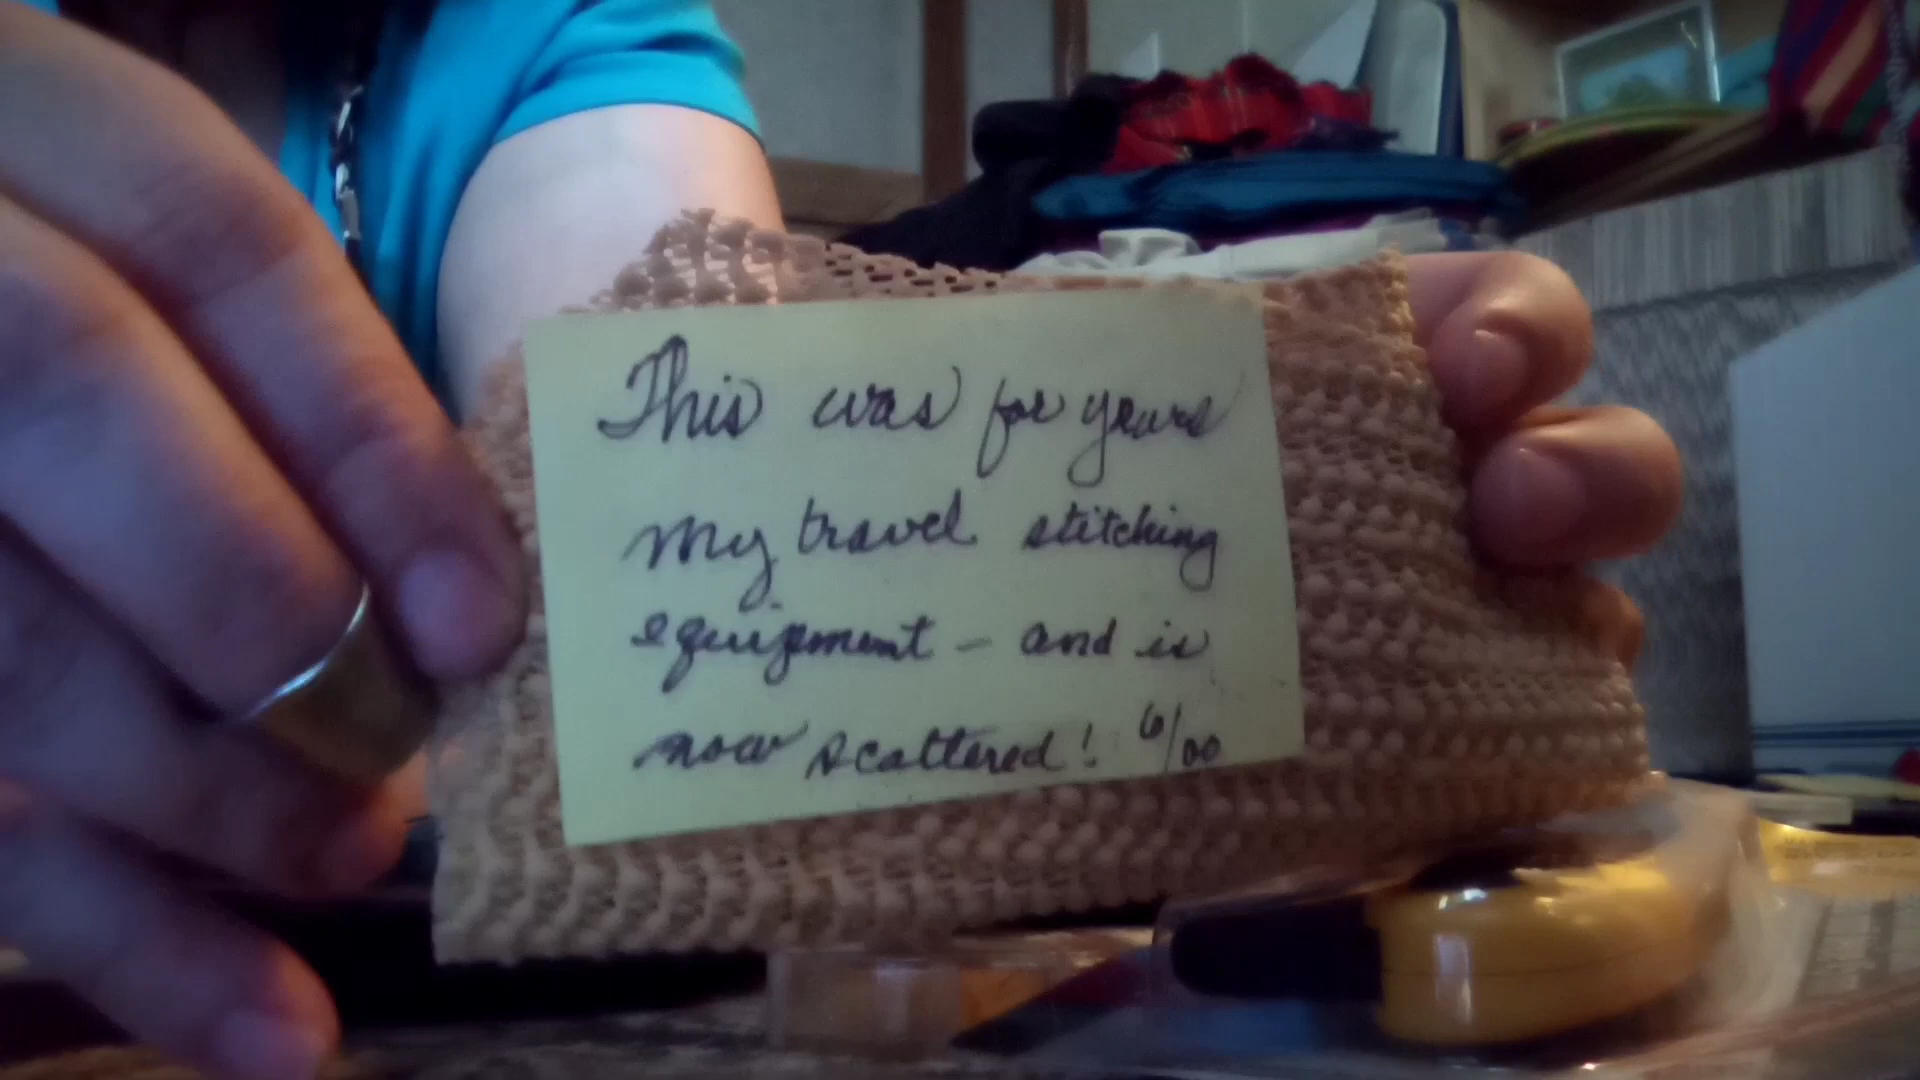 This was for years
my travel stitching
equipment – and is
now scattered! 6/00